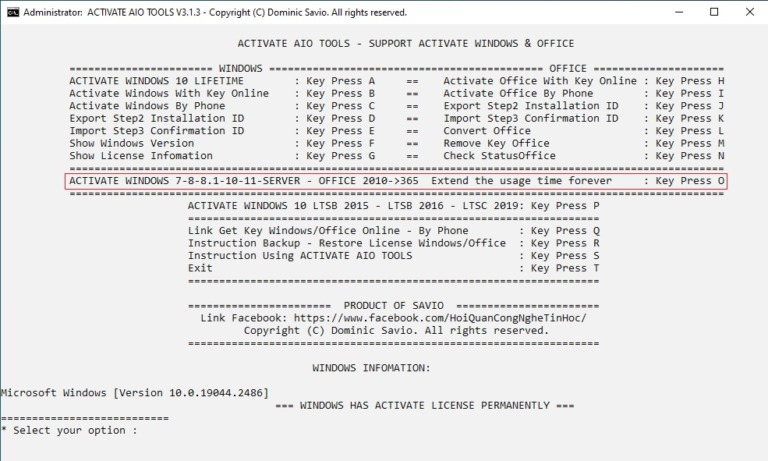 Administrator: ACTIVATE AIO TOOLS V3.1.3 - Copyright (C) Dominic Savio. All rights reserved.
ACTIVATE AIO TOOLS - SUPPORT ACTIVATE WINDOWS & OFFICE
====================== WINDOWS ========================================== OFFICE ====================
ACTIVATE WINDOWS 10 LIFETIME : Key Press A == Activate Office With Key Online : Key Press H
Activate Windows With Key Online : Key Press B == Activate Office By Phone : Key Press I
Activate Windows By Phone : Key Press C == Export Step2 Installation ID : Key Press J
Export Step2 Installation ID : Key Press D == Import Step3 Confirmation ID : Key Press K
Import Step3 Confirmation ID : Key Press E == Convert Office : Key Press L
Show Windows Version : Key Press F == Remove Key Office : Key Press M
Show License Infomation : Key Press G == Check StatusOffice : Key Press N
=====================================================================================================
ACTIVATE WINDOWS 7-8-8.1-10-11-SERVER - OFFICE 2010->365 Extend the usage time forever : Key Press O
=====================================================================================================
ACTIVATE WINDOWS 10 LTSB 2015 - LTSB 2016 - LTSC 2019: Key Press P
==================================================================
Link Get Key Windows/Office Online - By Phone : Key Press Q
Instruction Backup - Restore License Windows/Office : Key Press R
Instruction Using ACTIVATE AIO TOOLS : Key Press S
Exit : Key Press T
==================================================================
====================== PRODUCT OF SAVIO ======================
Link Facebook: https://www.facebook.com/HoiQuanCongNgheTinHoc/
Copyright (C) Dominic Savio. All rights reserved.
==================================================================
WINDOWS INFOMATION:
Microsoft Windows [Version 10.0.19044.2486]
=== WINDOWS HAS ACTIVATE LICENSE PERMANENTLY ===
===========================
* Select your option :